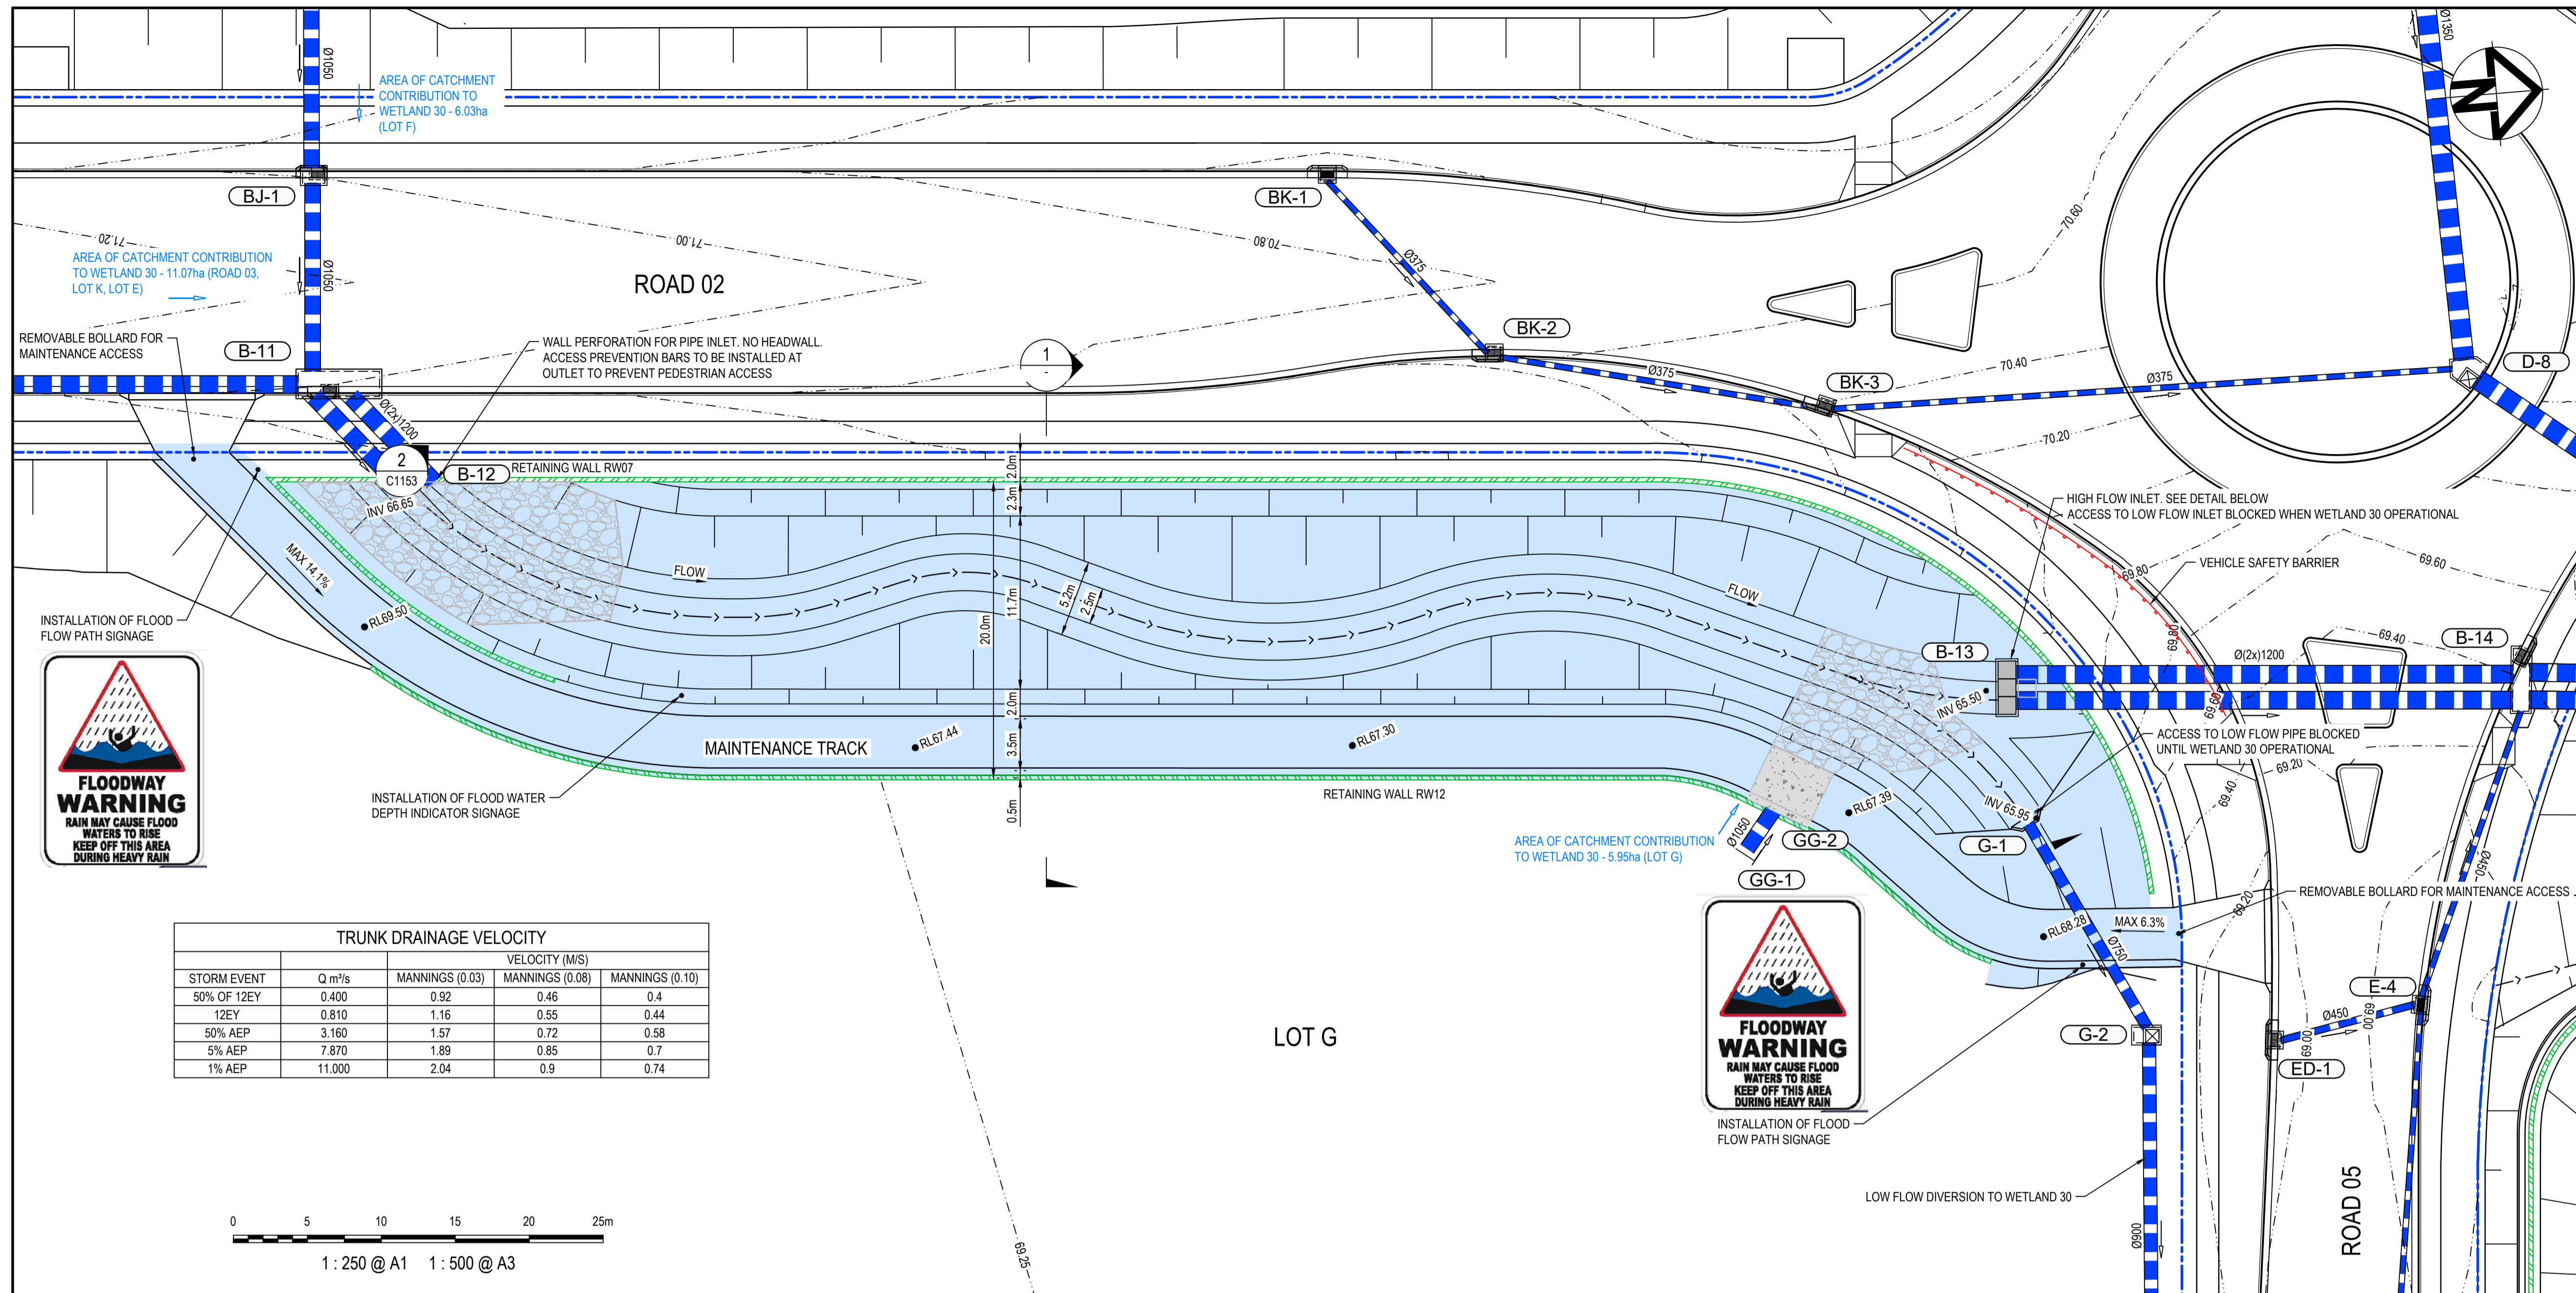 Ø1050
AREA OF CATCHMENT
CONTRIBUTION TO
WETLAND 30 - 6.03ha
(LOT F)
Ø1350
N
BJ-1
BK-1
71.20
71.00
70.80
70.60
AREA OF CATCHMENT CONTRIBUTION
TO WETLAND 30 - 11.07ha (ROAD 03,
LOT K, LOT E)
Ø1050
ROAD 02
Ø375
REMOVABLE BOLLARD FOR
MAINTENANCE ACCESS
B-11
WALL PERFORATION FOR PIPE INLET. NO HEADWALL.
ACCESS PREVENTION BARS TO BE INSTALLED AT
OUTLET TO PREVENT PEDESTRIAN ACCESS
1
-
BK-2
Ø375
BK-3
70.40
Ø375
D-8
Ø(2x)1200
2
C1153
B-12
RETAINING WALL RW07
INV 66.65
2.0m
2.3m
70.20
HIGH FLOW INLET. SEE DETAIL BELOW
ACCESS TO LOW FLOW INLET BLOCKED WHEN WETLAND 30 OPERATIONAL
VEHICLE SAFETY BARRIER
69.80
69.60
MAX 14.1%
FLOW
5.2m
2.5m
11.7m
20.0m
FLOW
RL69.50
INSTALLATION OF FLOOD
FLOW PATH SIGNAGE
69.80
69.40
B-13
B-14
Ø(2x)1200
INV 65.50
69.60
2.0m
3.5m
0.5m
MAINTENANCE TRACK
RL67.44
RL67.30
ACCESS TO LOW FLOW PIPE BLOCKED
UNTIL WETLAND 30 OPERATIONAL
69.20
69.40
FLOODWAY
WARNING
RAIN MAY CAUSE FLOOD
WATERS TO RISE
KEEP OFF THIS AREA
DURING HEAVY RAIN
INSTALLATION OF FLOOD WATER
DEPTH INDICATOR SIGNAGE
RETAINING WALL RW12
RL67.39
INV 65.95
AREA OF CATCHMENT CONTRIBUTION
TO WETLAND 30 - 5.95ha (LOT G)
Ø1050
GG-2
G-1
GG-1
Ø450
REMOVABLE BOLLARD FOR MAINTENANCE ACCESS
69.20
RL68.28
MAX 6.3%
Ø750
FLOODWAY
WARNING
RAIN MAY CAUSE FLOOD
WATERS TO RISE
KEEP OFF THIS AREA
DURING HEAVY RAIN
INSTALLATION OF FLOOD
FLOW PATH SIGNAGE
TRUNK DRAINAGE VELOCITY
VELOCITY (M/S)
STORM EVENT Q m³/s MANNINGS (0.03) MANNINGS (0.08) MANNINGS (0.10)
50% OF 12EY 0.400 0.92 0.46 0.4
12EY 0.810 1.16 0.55 0.44
50% AEP 3.160 1.57 0.72 0.58
5% AEP 7.870 1.89 0.85 0.7
1% AEP 11.000 2.04 0.9 0.74
LOT G
E-4
Ø450
69.00
69.00
G-2
ED-1
LOW FLOW DIVERSION TO WETLAND 30
ROAD 05
Ø900
69.25
0 5 10 15 20 25m
1 : 250 @ A1 1 : 500 @ A3